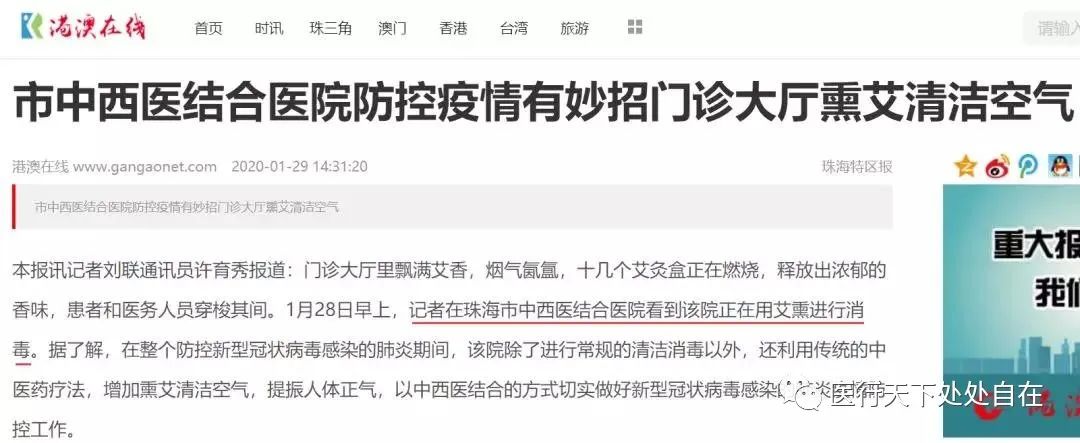 港澳在线 首页 时讯 珠三角 澳门 香港 台湾 旅游 请输入
市中西医结合医院防控疫情有妙招门诊大厅熏艾清洁空气
港澳在线 www.gangaonet.com 2020-01-29 14:31:20 珠海特区报
市中西医结合医院防控疫情有妙招门诊大厅熏艾清洁空气
重大报
我们
本报讯记者刘联通讯员许育秀报道：门诊大厅里飘满艾香，烟气氤氲，十几个艾灸盒正在燃烧，释放出浓郁的
香味，患者和医务人员穿梭其间。1月28日早上，记者在珠海市中西医结合医院看到该院正在用艾熏进行消
毒。据了解，在整个防控新型冠状病毒感染的肺炎期间，该院除了进行常规的清洁消毒以外，还利用传统的中
医药疗法，增加熏艾清洁空气，提振人体正气，以中西医结合的方式切实做好新型冠状病毒感染的
控工作。
医行天下处处自在
港澳